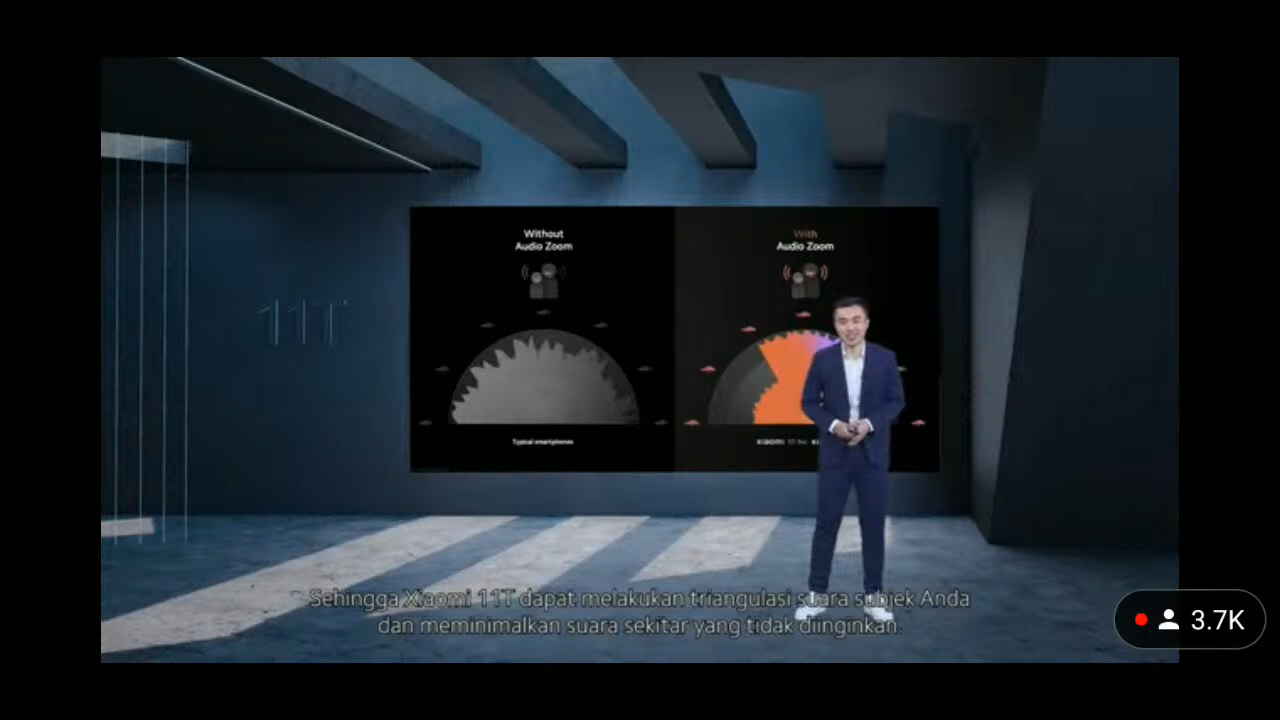 Without
Audio Zoom
With
Audio Zoom
11T
Typical smartphones
xiaomi
Sehingga Xiaomi 11T dapat melakukan triangulasi suara subjek Anda
dan meminimalkan suara sekitar yang tidak diinginkan.
3.7K